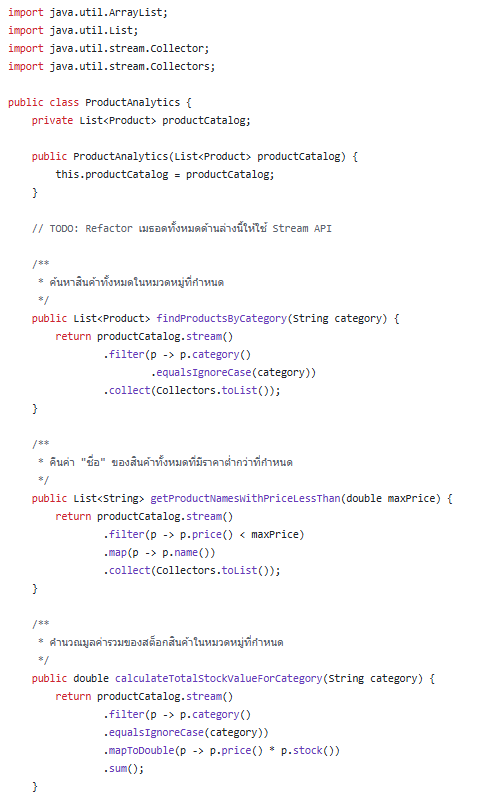 import java.util.ArrayList;
import java.util.List;
import java.util.stream.Collector;
import java.util.stream.Collectors;

public class ProductAnalytics {
    private List<Product> productCatalog;

    public ProductAnalytics(List<Product> productCatalog) {
        this.productCatalog = productCatalog;
    }

    // TODO: Refactor เมธอดทั้งหมดด้านล่างนี้ให้ใช้ Stream API

    /**
     * ค้นหาสินค้าทั้งหมดในหมวดหมู่ที่กำหนด
     */
    public List<Product> findProductsByCategory(String category) {
        return productCatalog.stream()
                .filter(p -> p.category()
                        .equalsIgnoreCase(category))
                .collect(Collectors.toList());
    }

    /**
     * คืนค่า "ชื่อ" ของสินค้าทั้งหมดที่มีราคาต่ำกว่าที่กำหนด
     */
    public List<String> getProductNamesWithPriceLessThan(double maxPrice) {
        return productCatalog.stream()
                .filter(p -> p.price() < maxPrice)
                .map(p -> p.name())
                .collect(Collectors.toList());
    }

    /**
     * คำนวณมูลค่ารวมของสต็อกสินค้าในหมวดหมู่ที่กำหนด
     */
    public double calculateTotalStockValueForCategory(String category) {
        return productCatalog.stream()
                .filter(p -> p.category()
                .equalsIgnoreCase(category))
                .mapToDouble(p -> p.price() * p.stock())
                .sum();
    }